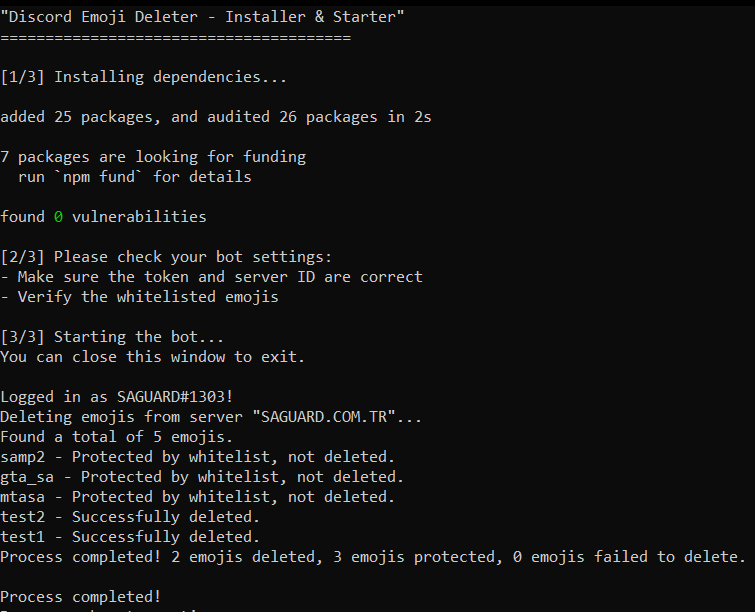 "Discord Emoji Deleter - Installer & Starter"
=======================================
[1/3] Installing dependencies...
added 25 packages, and audited 26 packages in 2s
7 packages are looking for funding
  run `npm fund` for details
found 0 vulnerabilities
[2/3] Please check your bot settings:
- Make sure the token and server ID are correct
- Verify the whitelisted emojis
[3/3] Starting the bot...
You can close this window to exit.
Logged in as SAGUARD#1303!
Deleting emojis from server "SAGUARD.COM.TR"...
Found a total of 5 emojis.
samp2 - Protected by whitelist, not deleted.
gta_sa - Protected by whitelist, not deleted.
mtasa - Protected by whitelist, not deleted.
test2 - Successfully deleted.
test1 - Successfully deleted.
Process completed! 2 emojis deleted, 3 emojis protected, 0 emojis failed to delete.
Process completed!